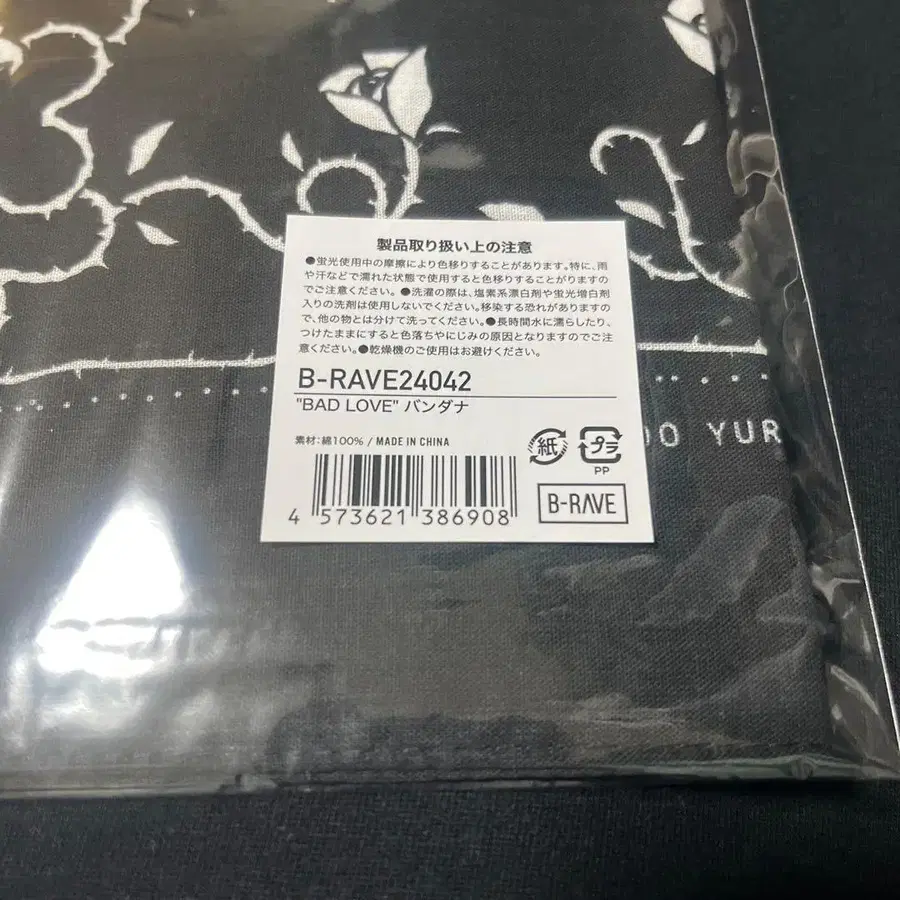 製品取り扱い上の注意
●蛍光使用中の摩擦により色移りすることがあります。特に、雨
や汗などで濡れた状態で使用すると色移りすることがりますの
でご注意ください。●洗濯の際は、塩素系漂白剤や蛍光増白剤
入りの洗剤は使用しないでください。移染する恐れがありますの
で、他の物とは分けて洗ってください。●長時間水に濡らしたり、
つけたままにすると色落ちやにじみの原因となりますのでご注
意ください。●乾燥機のご使用はお避けください。
B-RAVE24042
"BAD LOVE" バンダナ
OO YUR
素材:綿100% / MADE IN CHINA
紙
プラ
PP
4 573621 386908
B-RAVE